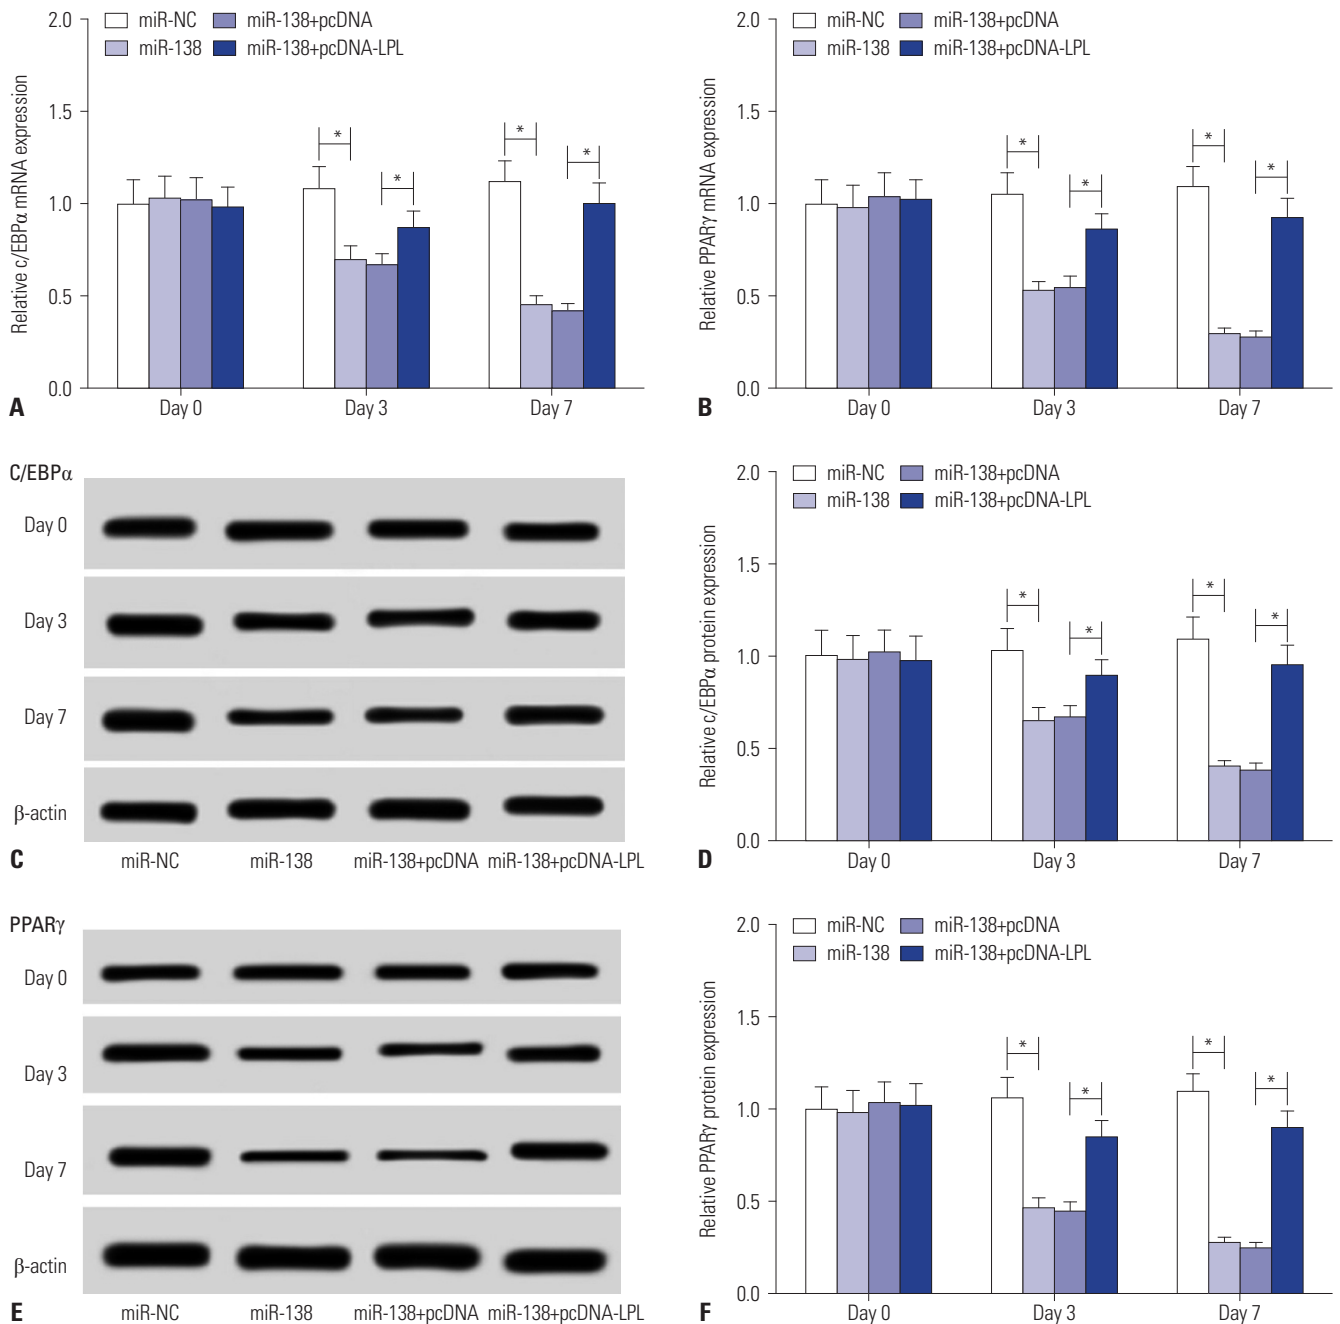 2.0
miR-NC
miR-138+pcDNA
miR-138
miR-138+pcDNA-LPL
1.5
1.0
0.5
0.0
Relative c/EBPα mRNA expression
*
*
*
*
Day 0
Day 3
Day 7
A
2.0
miR-NC
miR-138+pcDNA
miR-138
miR-138+pcDNA-LPL
1.5
1.0
0.5
0.0
Relative PPARγ mRNA expression
*
*
*
*
Day 0
Day 3
Day 7
B
C/EBPα
Day 0
Day 3
Day 7
β-actin
C
miR-NC
miR-138
miR-138+pcDNA
miR-138+pcDNA-LPL
2.0
miR-NC
miR-138+pcDNA
miR-138
miR-138+pcDNA-LPL
1.5
1.0
0.5
0.0
Relative c/EBPα protein expression
*
*
*
*
Day 0
Day 3
Day 7
D
PPARγ
Day 0
Day 3
Day 7
β-actin
E
miR-NC
miR-138
miR-138+pcDNA
miR-138+pcDNA-LPL
2.0
miR-NC
miR-138+pcDNA
miR-138
miR-138+pcDNA-LPL
1.5
1.0
0.5
0.0
Relative PPARγ protein expression
*
*
*
*
Day 0
Day 3
Day 7
F